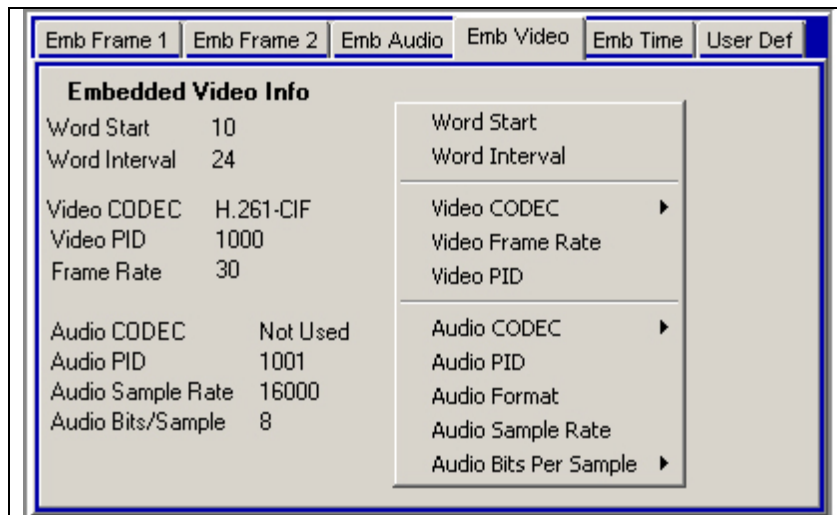 Emb Frame 1 Emb Frame 2 Emb Audio Emb Video Emb Time User Def
Embedded Video Info
Word Start 10
Word Interval 24
Video CODEC H.261-CIF
Video PID 1000
Frame Rate 30
Audio CODEC Not Used
Audio PID 1001
Audio Sample Rate 16000
Audio Bits/Sample 8
Word Start
Word Interval
Video CODEC
Video Frame Rate
Video PID
Audio CODEC
Audio PID
Audio Format
Audio Sample Rate
Audio Bits Per Sample